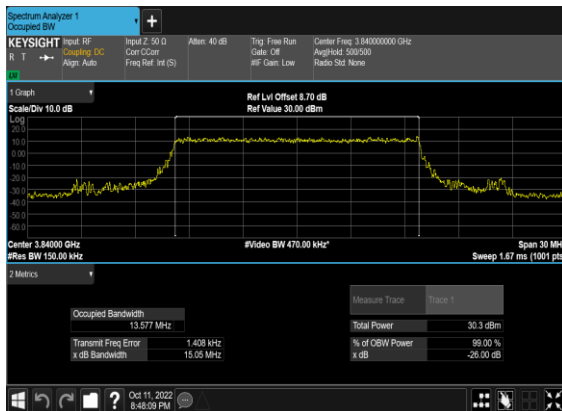 Spectrum Analyzer 1
Occupied BW
KEYSIGHT
R T
Input: RF
Coupling: DC
Align: Auto
Input Z: 50 Ω
Corr CCorr
Freq Ref: Int (S)
Atten: 40 dB
Trig: Free Run
Gate: Off
#IF Gain: Low
Center Freq: 3.840000000 GHz
Avg|Hold: 500/500
Radio Std: None
1 Graph
Scale/Div 10.0 dB
Ref Lvl Offset 8.70 dB
Ref Value 30.00 dBm
Log
20.0
10.0
0.00
-10.0
-20.0
-30.0
-40.0
-50.0
-60.0
Center 3.84000 GHz
#Res BW 150.00 kHz
#Video BW 470.00 kHz*
Span 30 MH
Sweep 1.67 ms (1001 pts
2 Metrics
Measure Trace Trace 1
Occupied Bandwidth
13.577 MHz
Total Power 30.3 dBm
Transmit Freq Error 1.408 kHz
% of OBW Power 99.00 %
x dB Bandwidth 15.05 MHz
x dB -26.00 dB
Oct 11, 2022
8:48:09 PM